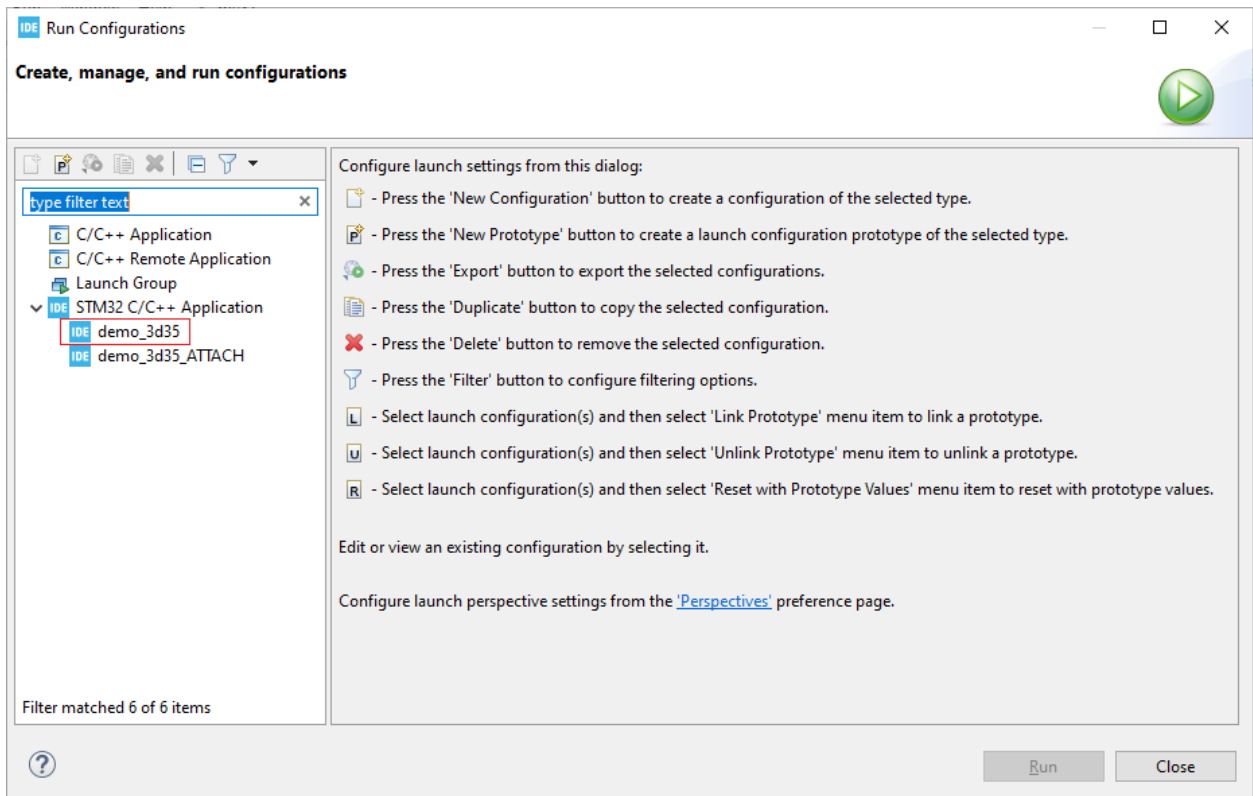 IDE Run Configurations
Create, manage, and run configurations
type filter text
C/C++ Application
C/C++ Remote Application
Launch Group
IDE STM32 C/C++ Application
IDE demo_3d35
IDE demo_3d35_ATTACH
Filter matched 6 of 6 items
Configure launch settings from this dialog:
- Press the 'New Configuration' button to create a configuration of the selected type.
P - Press the 'New Prototype' button to create a launch configuration prototype of the selected type.
- Press the 'Export' button to export the selected configurations.
- Press the 'Duplicate' button to copy the selected configuration.
- Press the 'Delete' button to remove the selected configuration.
- Press the 'Filter' button to configure filtering options.
L - Select launch configuration(s) and then select 'Link Prototype' menu item to link a prototype.
U - Select launch configuration(s) and then select 'Unlink Prototype' menu item to unlink a prototype.
R - Select launch configuration(s) and then select 'Reset with Prototype Values' menu item to reset with prototype values.
Edit or view an existing configuration by selecting it.
Configure launch perspective settings from the 'Perspectives' preference page.
Run
Close